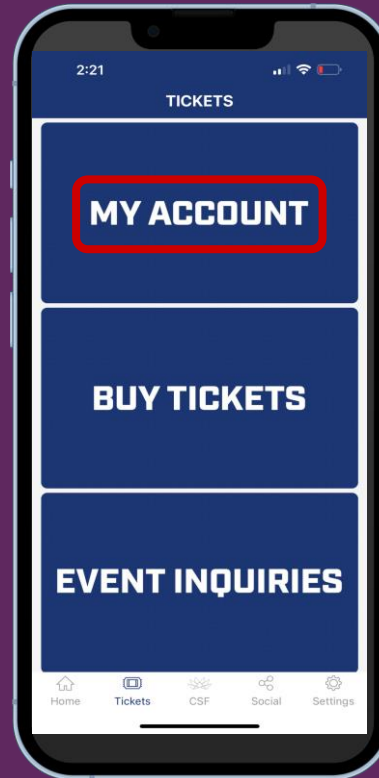 2:21
TICKETS
MY ACCOUNT
BUY TICKETS
EVENT INQUIRIES
Home Tickets CSF Social Settings